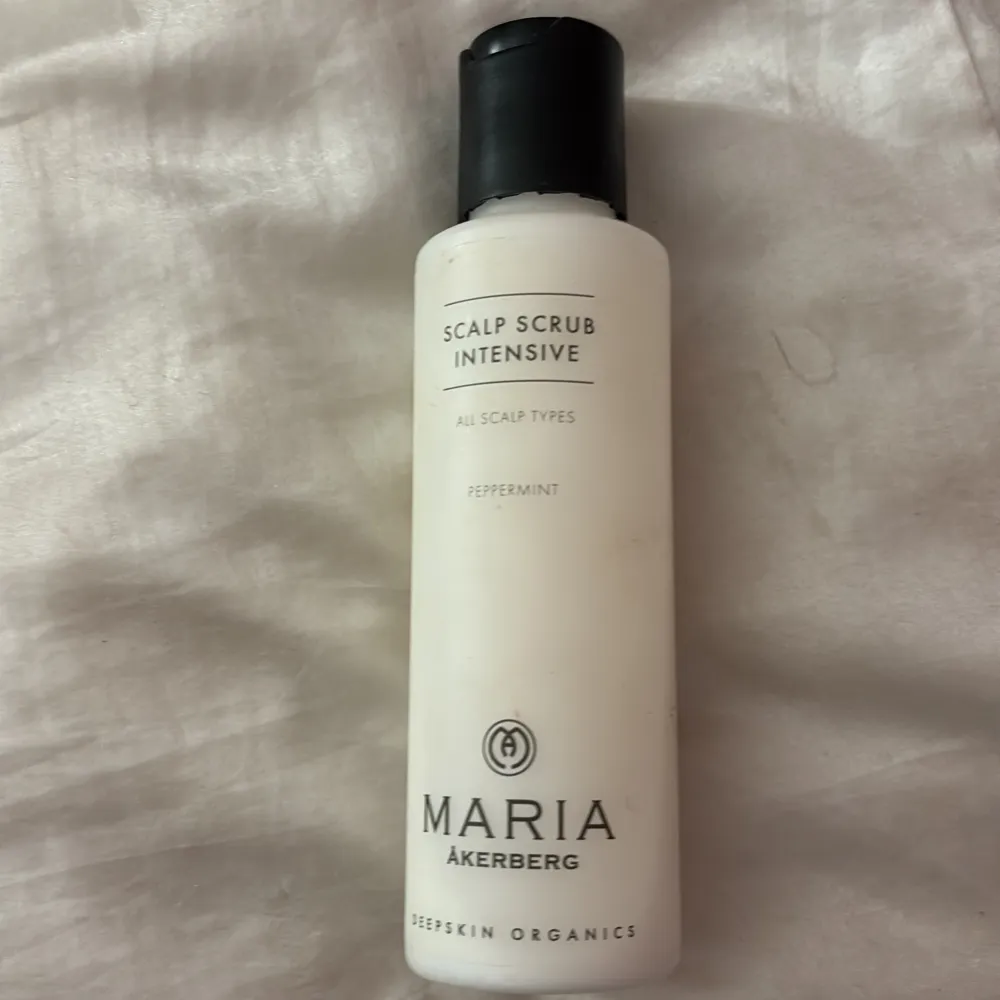 SCALP SCRUB
INTENSIVE
ALL SCALP TYPES
PEPPERMINT
MARIA
ÅKERBERG
DEEPSKIN ORGANICS